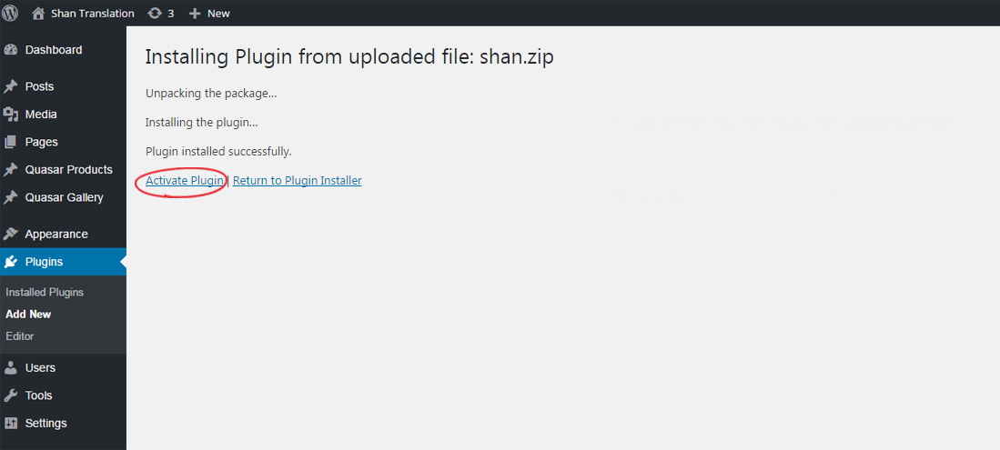 Shan Translation 3 New
Dashboard
Posts
Media
Pages
Quasar Products
Quasar Gallery
Appearance
Plugins
Installed Plugins
Add New
Editor
Users
Tools
Settings
Installing Plugin from uploaded file: shan.zip
Unpacking the package...
Installing the plugin...
Plugin installed successfully.
Activate Plugin | Return to Plugin Installer